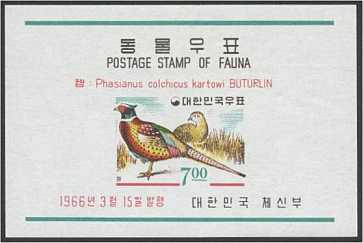 동물우표
POSTAGE STAMP OF FAUNA
꿩 : Phasianus colchicus kartowi BUTURLIN
대한민국우표
7.00
1966년 3월 15일 발행 대한민국 체신부